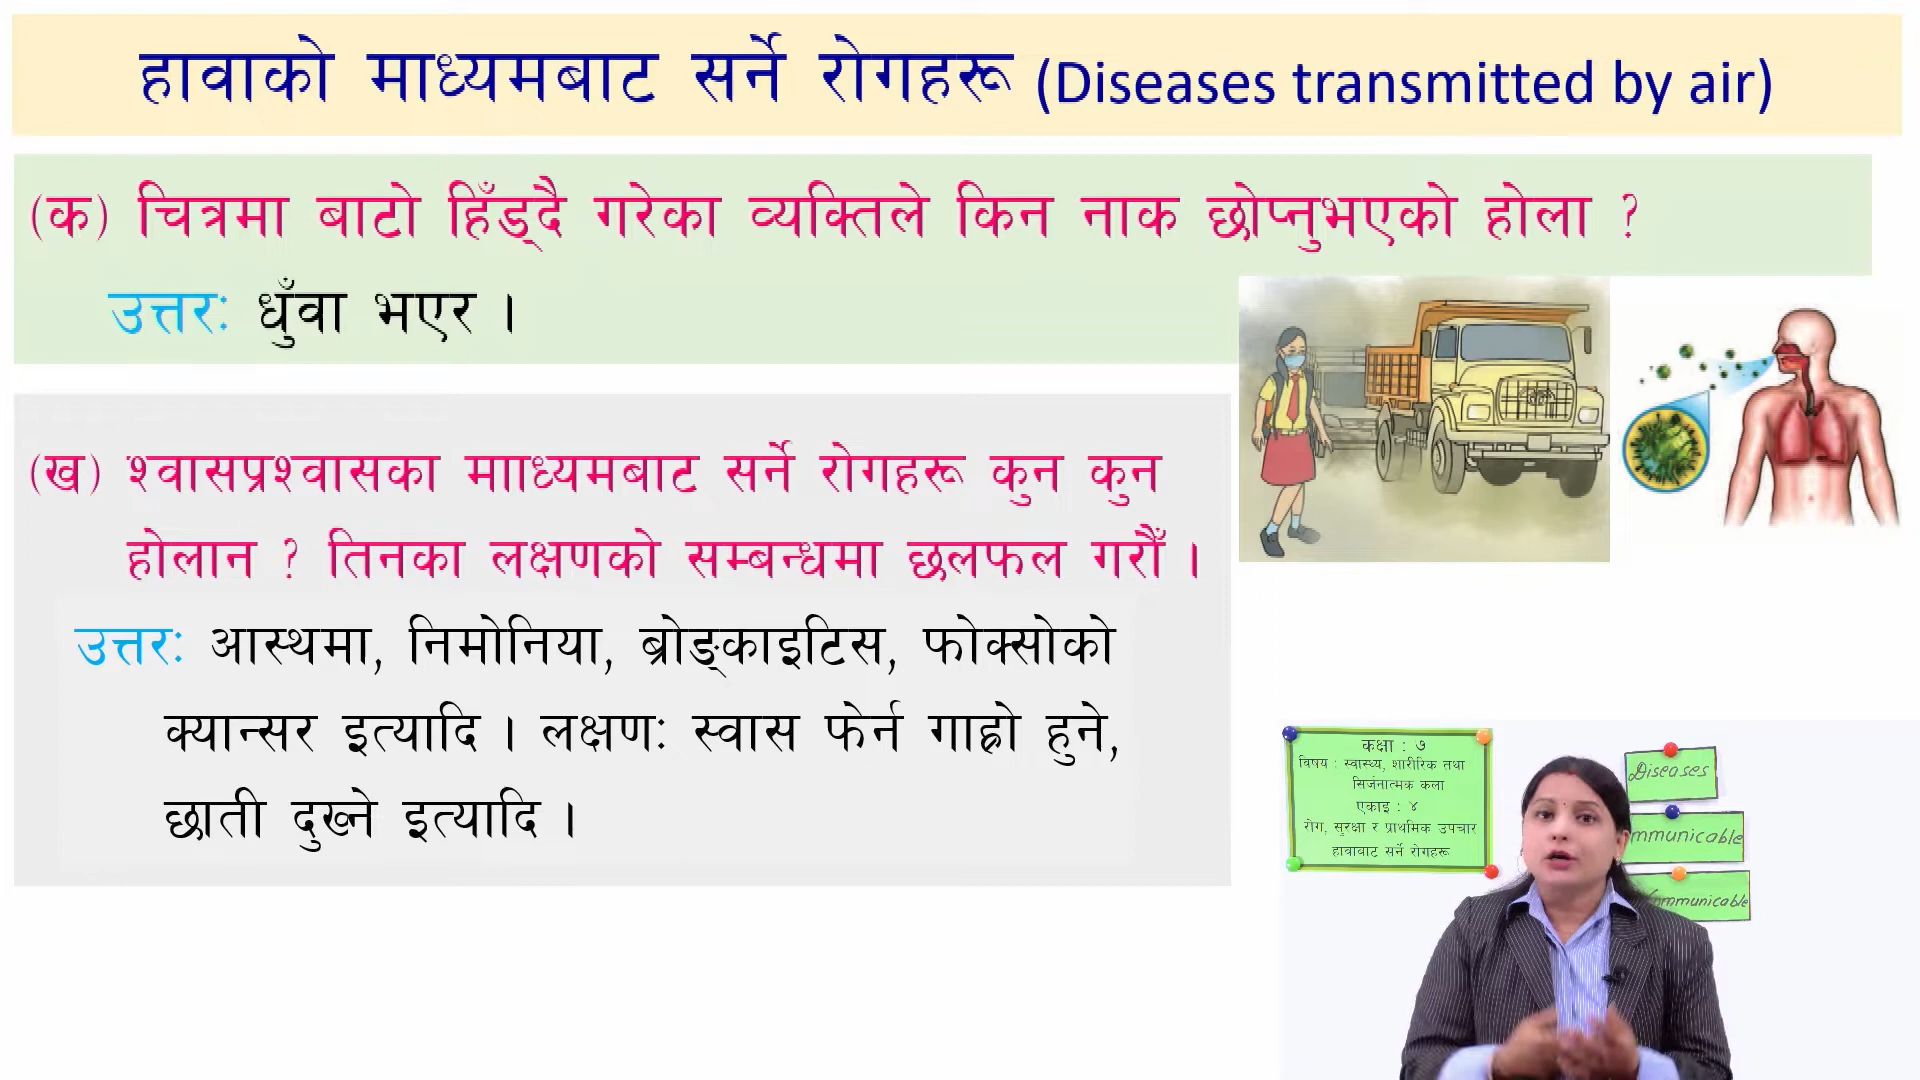 हावाको माध्यमबाट सर्ने रोगहरू (Diseases transmitted by air)
(क) चित्रमा बाटो हिँड्दै गरेका व्यक्तिले किन नाक छोप्नुभएको होला ?
उत्तरः धुँवा भएर ।
(ख) श्वासप्रश्वासका मााध्यमबाट सर्ने रोगहरू कुन कुन
होलान ? तिनका लक्षणको सम्बन्धमा छलफल गरौँ ।
उत्तरः आस्थमा, निमोनिया, ब्रोङ्काइटिस, फोक्सोको
क्यान्सर इत्यादि । लक्षणः स्वास फेर्न गाह्रो हुने,
छाती दुख्ने इत्यादि ।
कक्षा : ७
विषय : स्वास्थ्य, शारीरिक तथा
सिर्जनात्मक कला
एकाइ : ४
रोग, सुरक्षा र प्राथमिक उपचार
हावाबाट सर्ने रोगहरू
Diseases
mmunicable
mmunicable